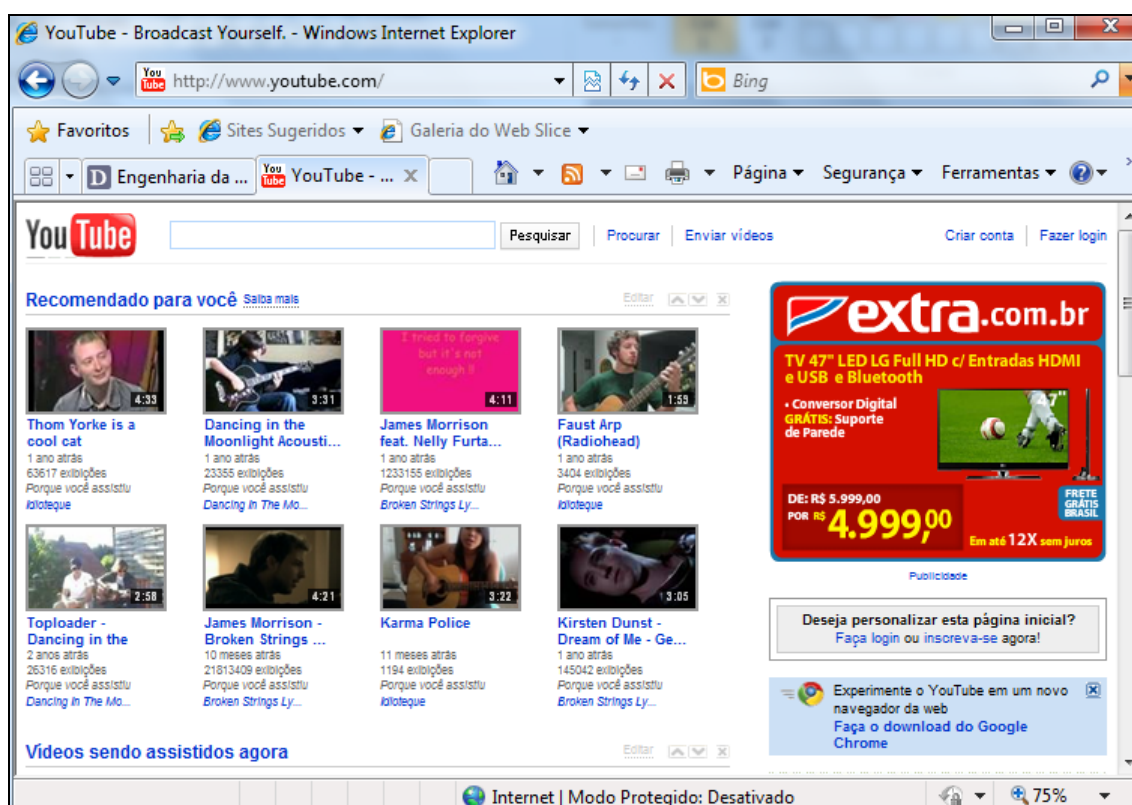 YouTube - Broadcast Yourself. - Windows Internet Explorer
http://www.youtube.com/
Bing
Favoritos
Sites Sugeridos
Galeria do Web Slice
Engenharia da ...
YouTube - ...
Página
Segurança
Ferramentas
YouTube
Pesquisar
Procurar
Enviar vídeos
Criar conta
Fazer login
Recomendado para você Saiba mais
Editar
4:33
3:31
I tried to forgive
but it's not
enough !!
4:11
1:59
Thom Yorke is a
cool cat
1 ano atrás
63617 exibições
Porque você assistiu
Idioteque
Dancing in the
Moonlight Acousti...
1 ano atrás
23355 exibições
Porque você assistiu
Dancing In The Mo...
James Morrison
feat. Nelly Furta...
1 ano atrás
1233155 exibições
Porque você assistiu
Broken Strings Ly...
Faust Arp
(Radiohead)
1 ano atrás
3404 exibições
Porque você assistiu
Idioteque
2:58
4:21
3:22
3:05
Toploader -
Dancing in the
2 anos atrás
26316 exibições
Porque você assistiu
Dancing In The Mo...
James Morrison -
Broken Strings ...
10 meses atrás
21813409 exibições
Porque você assistiu
Broken Strings Ly...
Karma Police
11 meses atrás
1194 exibições
Porque você assistiu
Idioteque
Kirsten Dunst -
Dream of Me - Ge...
1 ano atrás
145042 exibições
Porque você assistiu
Broken Strings Ly...
Vídeos sendo assistidos agora
Editar
extra.com.br
TV 47" LED LG Full HD c/ Entradas HDMI
e USB e Bluetooth
• Conversor Digital
GRÁTIS: Suporte
de Parede
47"
DE: R$ 5.999,00
POR R$ 4.999,00
FRETE
GRÁTIS
BRASIL
Em até 12X sem juros
Publicidade
Deseja personalizar esta página inicial?
Faça login ou inscreva-se agora!
Experimente o YouTube em um novo
navegador da web
Faça o download do Google
Chrome
Internet | Modo Protegido: Desativado
75%